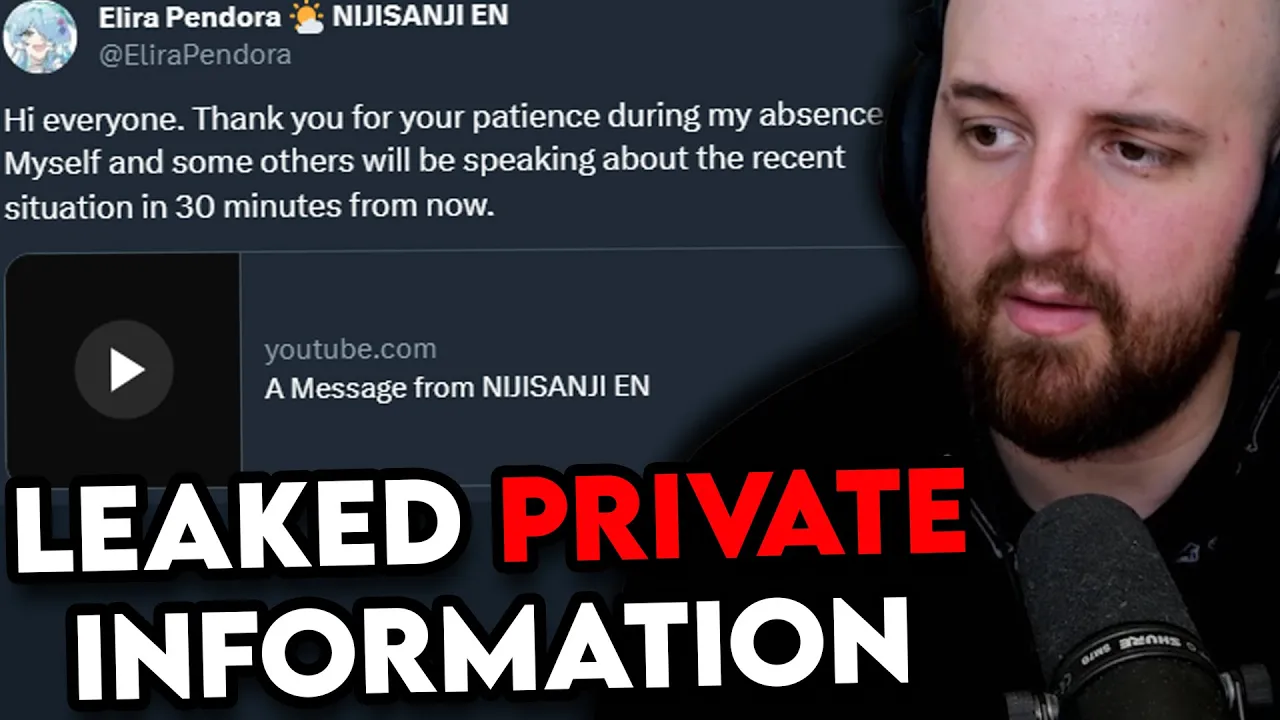 Elira Pendora 🌤️ NIJISANJI EN
@EliraPendora
Hi everyone. Thank you for your patience during my absence
Myself and some others will be speaking about the recent
situation in 30 minutes from now.
youtube.com
A Message from NIJISANJI EN
LEAKED PRIVATE
INFORMATION
SHURE
SM7B